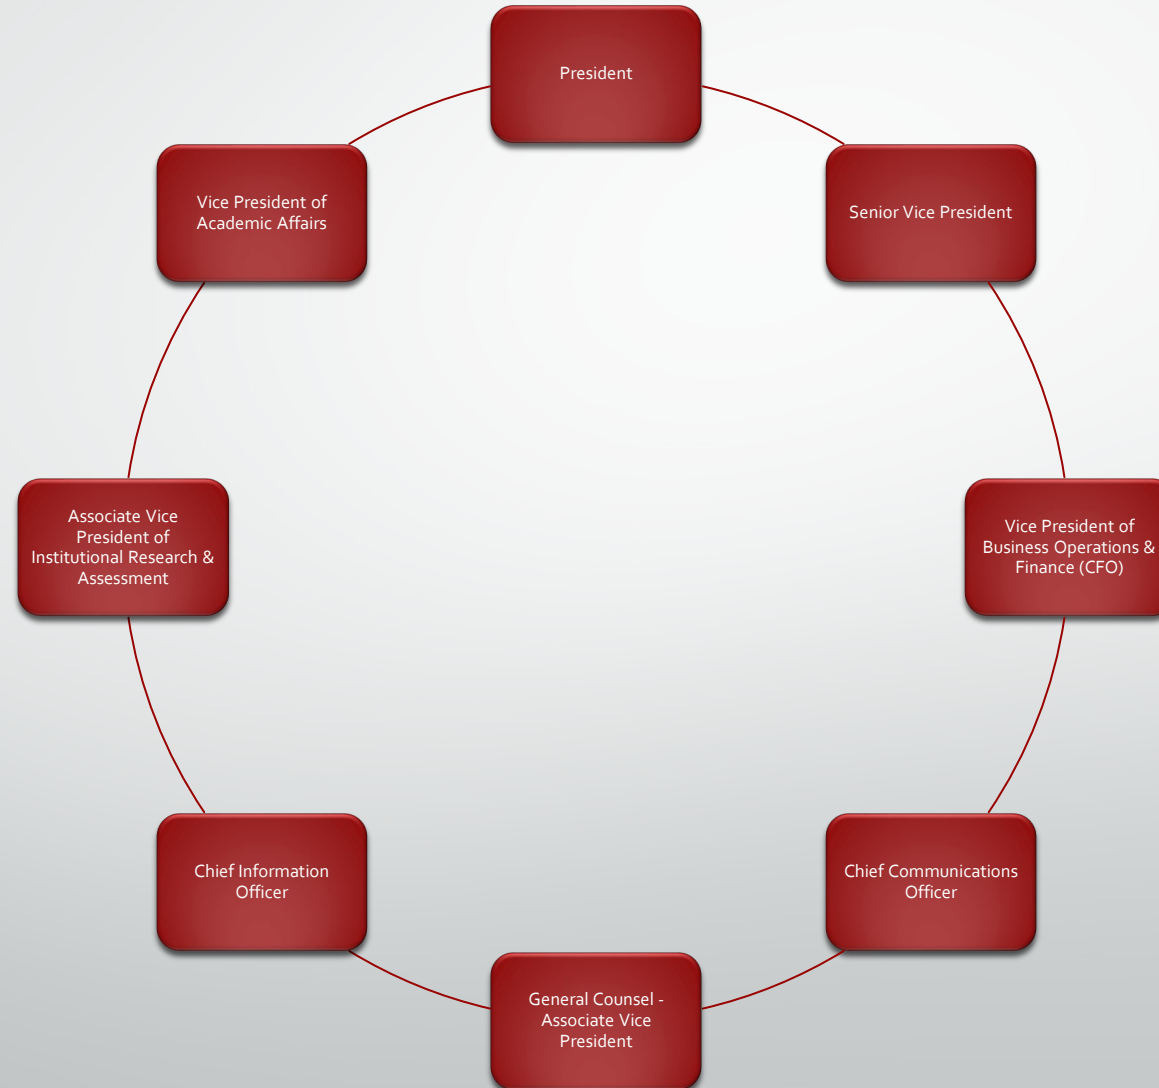 President
Senior Vice President
Vice President of
Business Operations &
Finance (CFO)
Chief Communications
Officer
General Counsel -
Associate Vice
President
Chief Information
Officer
Associate Vice
President of
Institutional Research &
Assessment
Vice President of
Academic Affairs